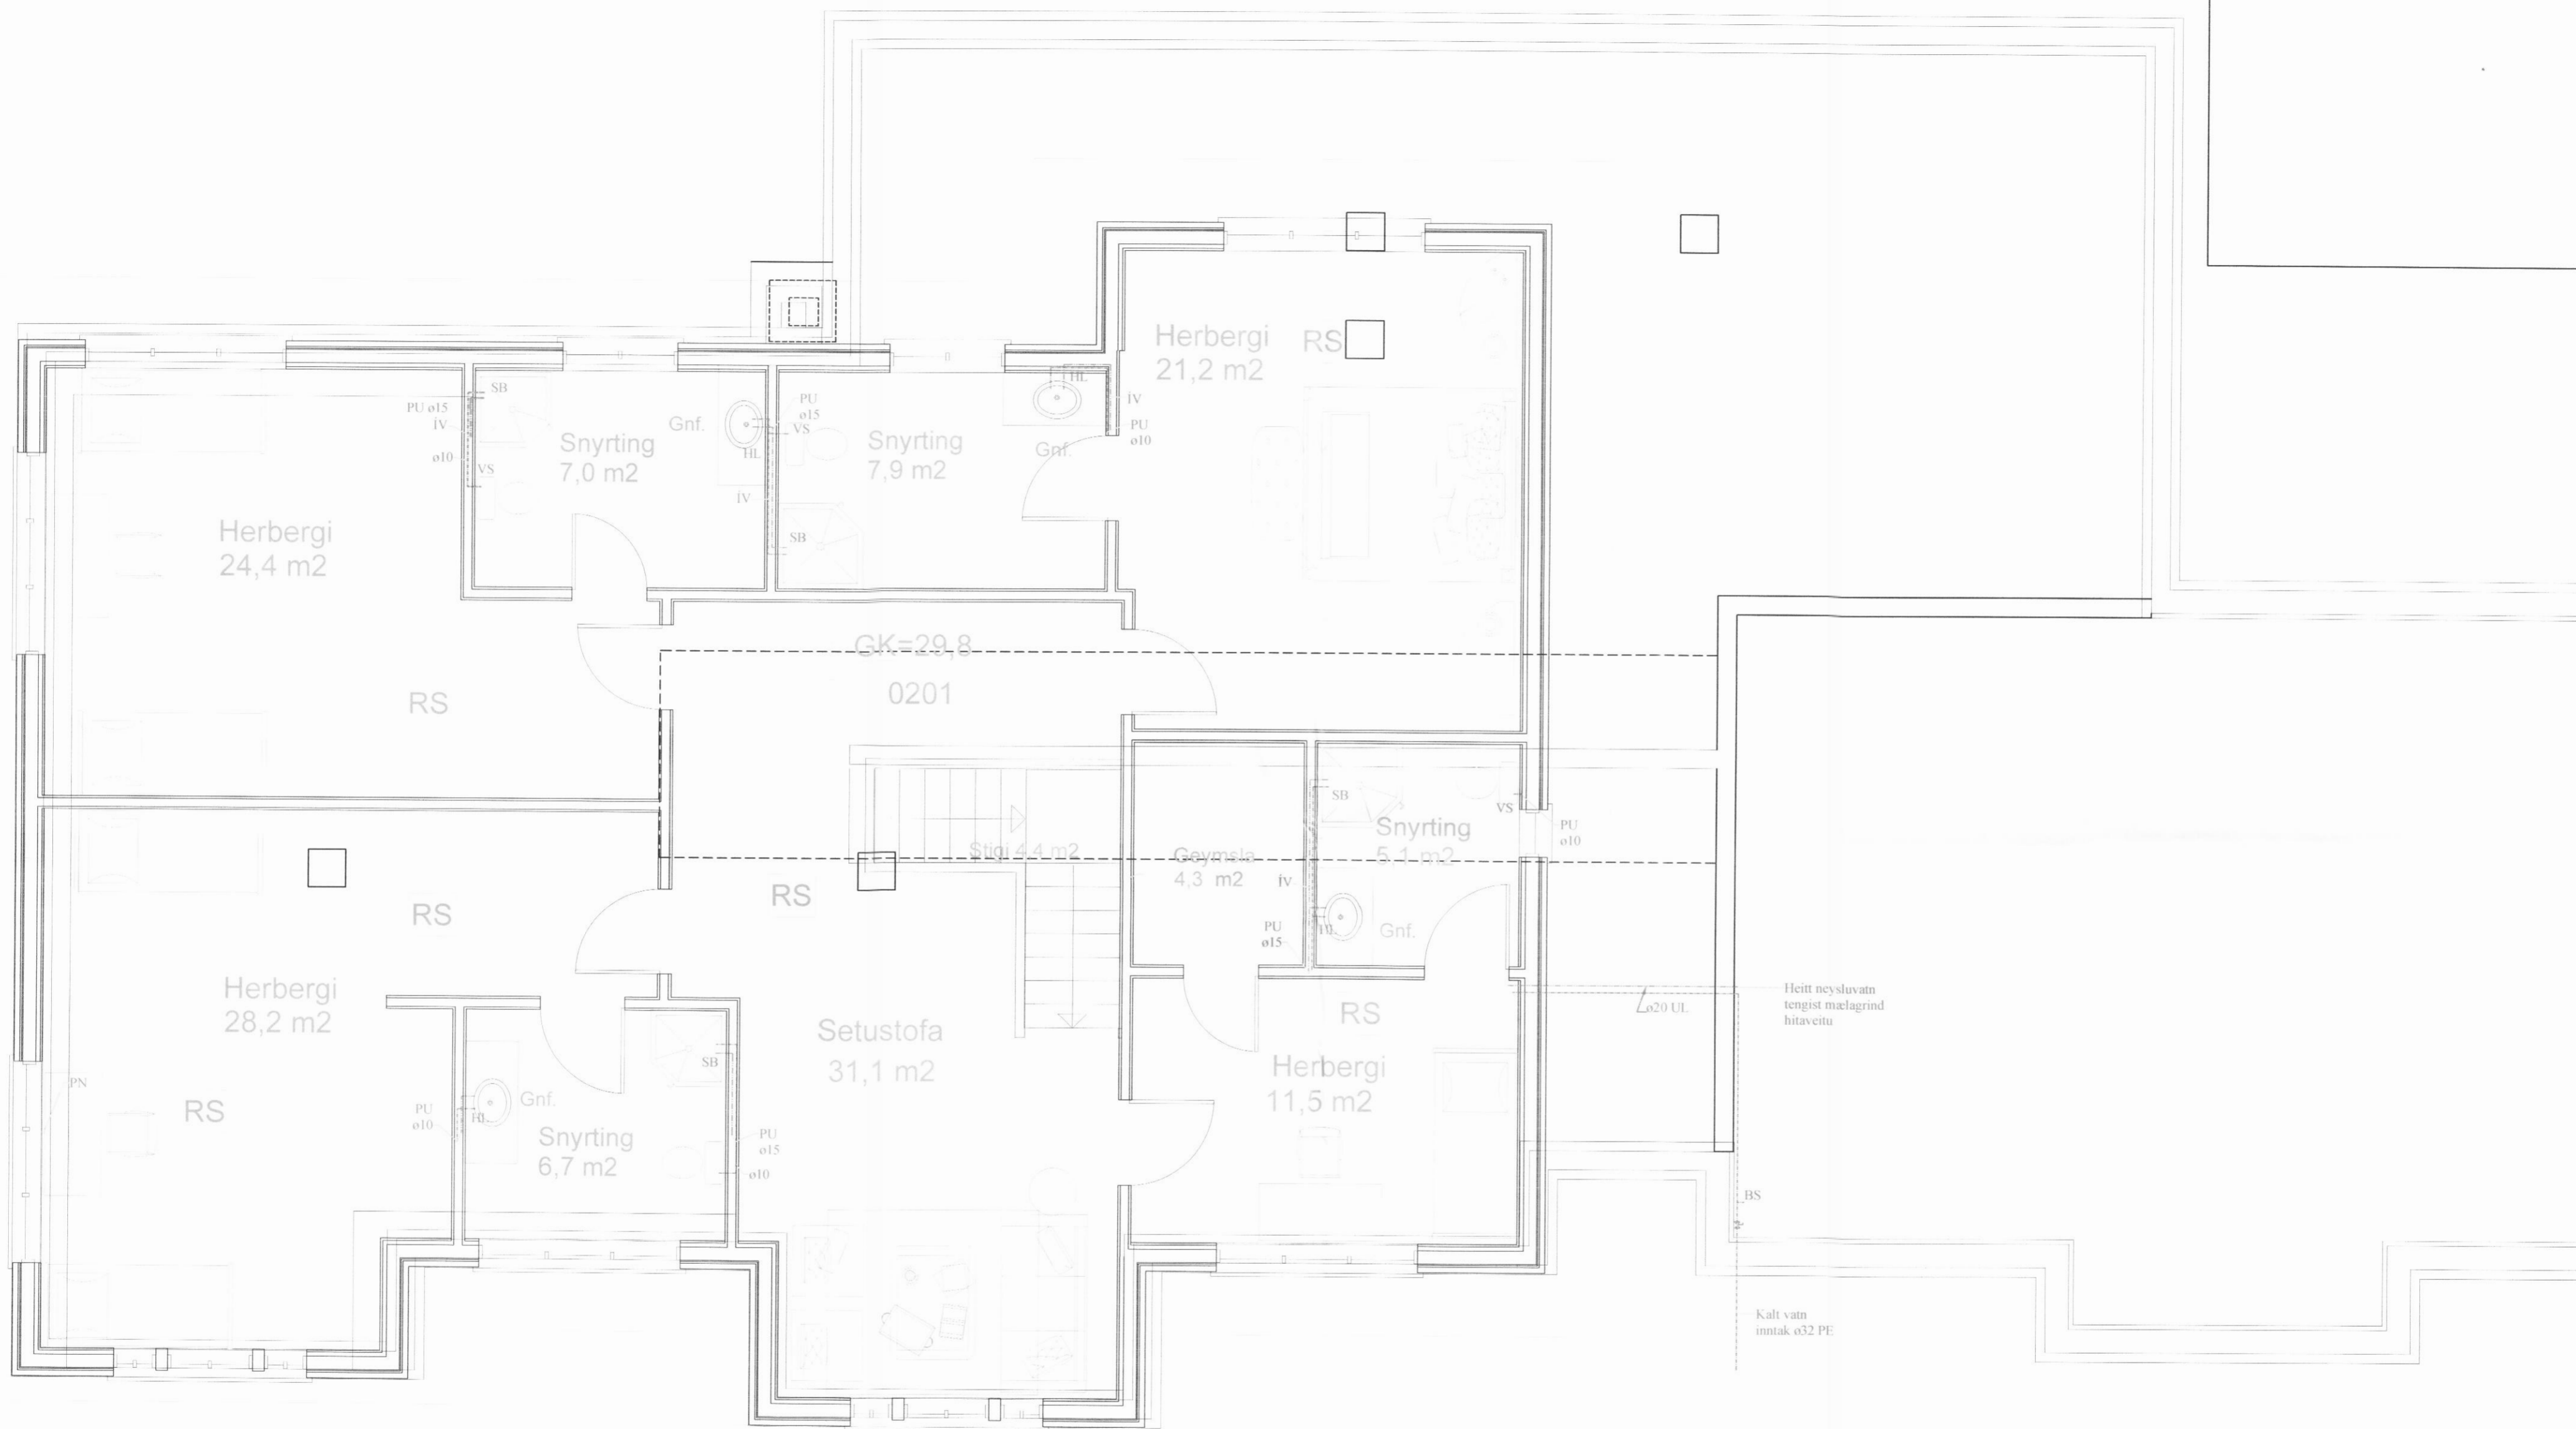 Herbergi
21,2 m2
RS
SB
PU ø15
ÍV
ø10
VS
Snyrting
7,0 m2
Gnf.
HL
ÍV
PU
ø15
VS
Snyrting
7,9 m2
SB
HL
Gnf.
ÍV
PU
ø10
Herbergi
24,4 m2
RS
GK=29,8
0201
Stigi 4,4 m2
RS
Geymsla
4,3 m2
ÍV
PU
ø15
SB
VS
Snyrting
5,1 m2
HL
Gnf.
PU
ø10
RS
Herbergi
28,2 m2
RS
PN
PU
ø10
HL
Gnf.
SB
Snyrting
6,7 m2
PU
ø15
ø10
Setustofa
31,1 m2
RS
Herbergi
11,5 m2
ø20 UL
Heitt neysluvatn
tengist mælagrind
hitaveitu
BS
Kalt vatn
inntak ø32 PE